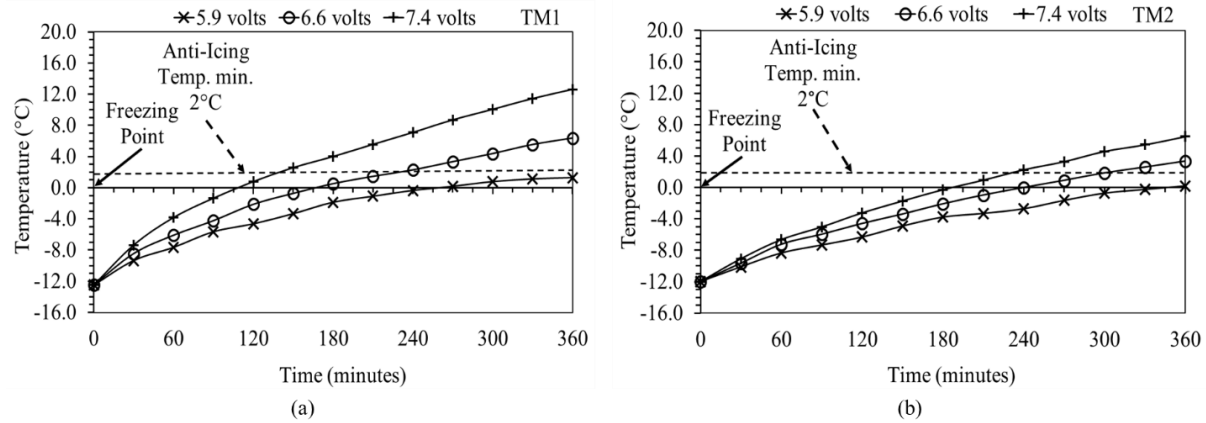 5.9 volts 6.6 volts 7.4 volts TM1
20.0
16.0
12.0
8.0
4.0
0.0
-4.0
-8.0
-12.0
-16.0
Temperature (°C)
Anti-Icing
Temp. min.
2°C
Freezing
Point
0 60 120 180 240 300 360
Time (minutes)
(a)
5.9 volts 6.6 volts 7.4 volts TM2
20.0
16.0
12.0
8.0
4.0
0.0
-4.0
-8.0
-12.0
-16.0
Temperature (°C)
Anti-Icing
Temp. min.
2°C
Freezing
Point
0 60 120 180 240 300 360
Time (minutes)
(b)